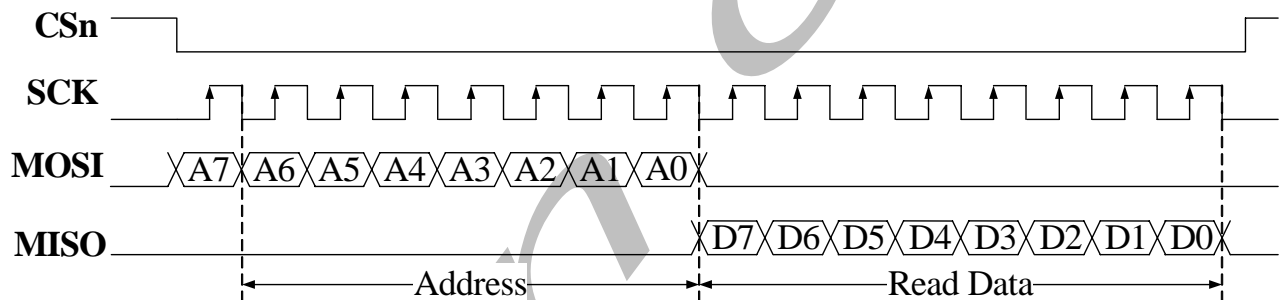 CSn
SCK
MOSI A7 A6 A5 A4 A3 A2 A1 A0
MISO D7 D6 D5 D4 D3 D2 D1 D0
Address Read Data